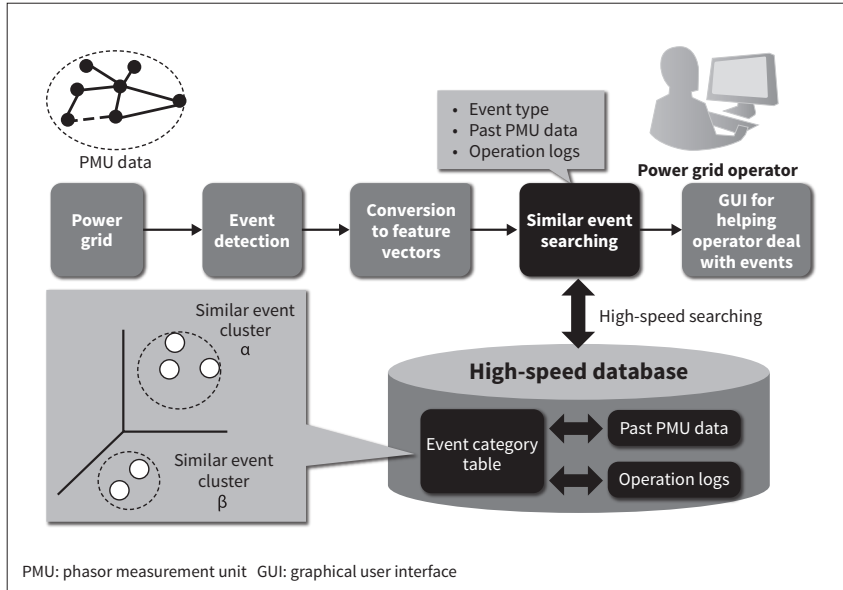 PMU data
• Event type
• Past PMU data
• Operation logs
Power grid operator
Power
grid
Event
detection
Conversion
to feature
vectors
Similar event
searching
GUI for
helping
operator deal
with events
High-speed searching
Similar event
cluster
α
Similar event
cluster
β
High-speed database
Event category
table
Past PMU data
Operation logs
PMU: phasor measurement unit GUI: graphical user interface